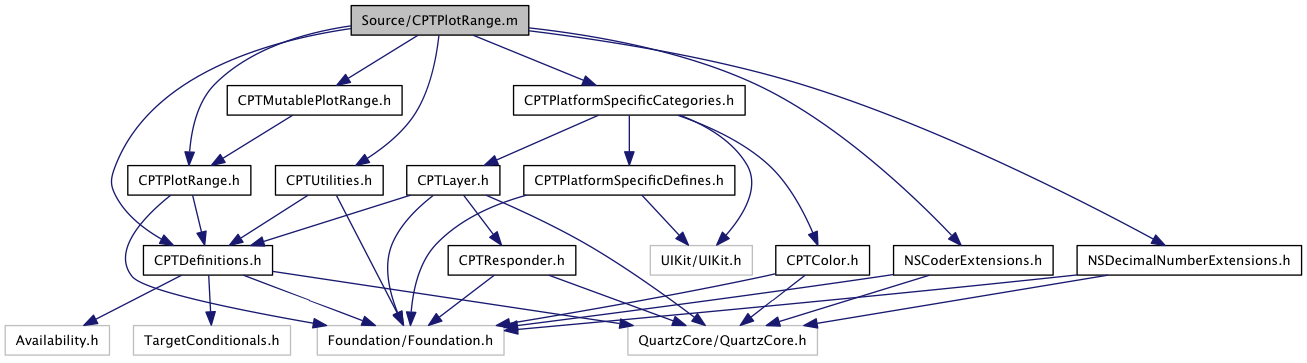 Source/CPTPlotRange.m
CPTMutablePlotRange.h
CPTPlatformSpecificCategories.h
CPTPlotRange.h
CPTUtilities.h
CPTLayer.h
CPTPlatformSpecificDefines.h
CPTDefinitions.h
CPTResponder.h
UIKit/UIKit.h
CPTColor.h
NSCoderExtensions.h
NSDecimalNumberExtensions.h
Availability.h
TargetConditionals.h
Foundation/Foundation.h
QuartzCore/QuartzCore.h